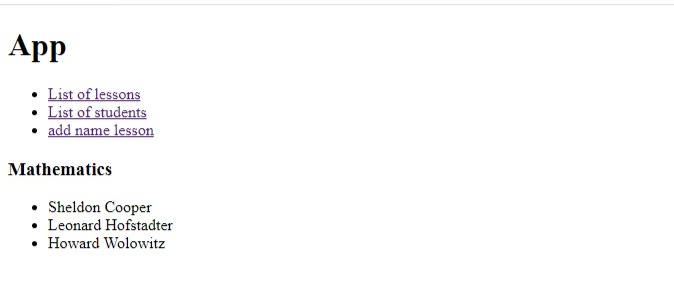 App
List of lessons
List of students
add name lesson
Mathematics
Sheldon Cooper
Leonard Hofstadter
Howard Wolowitz